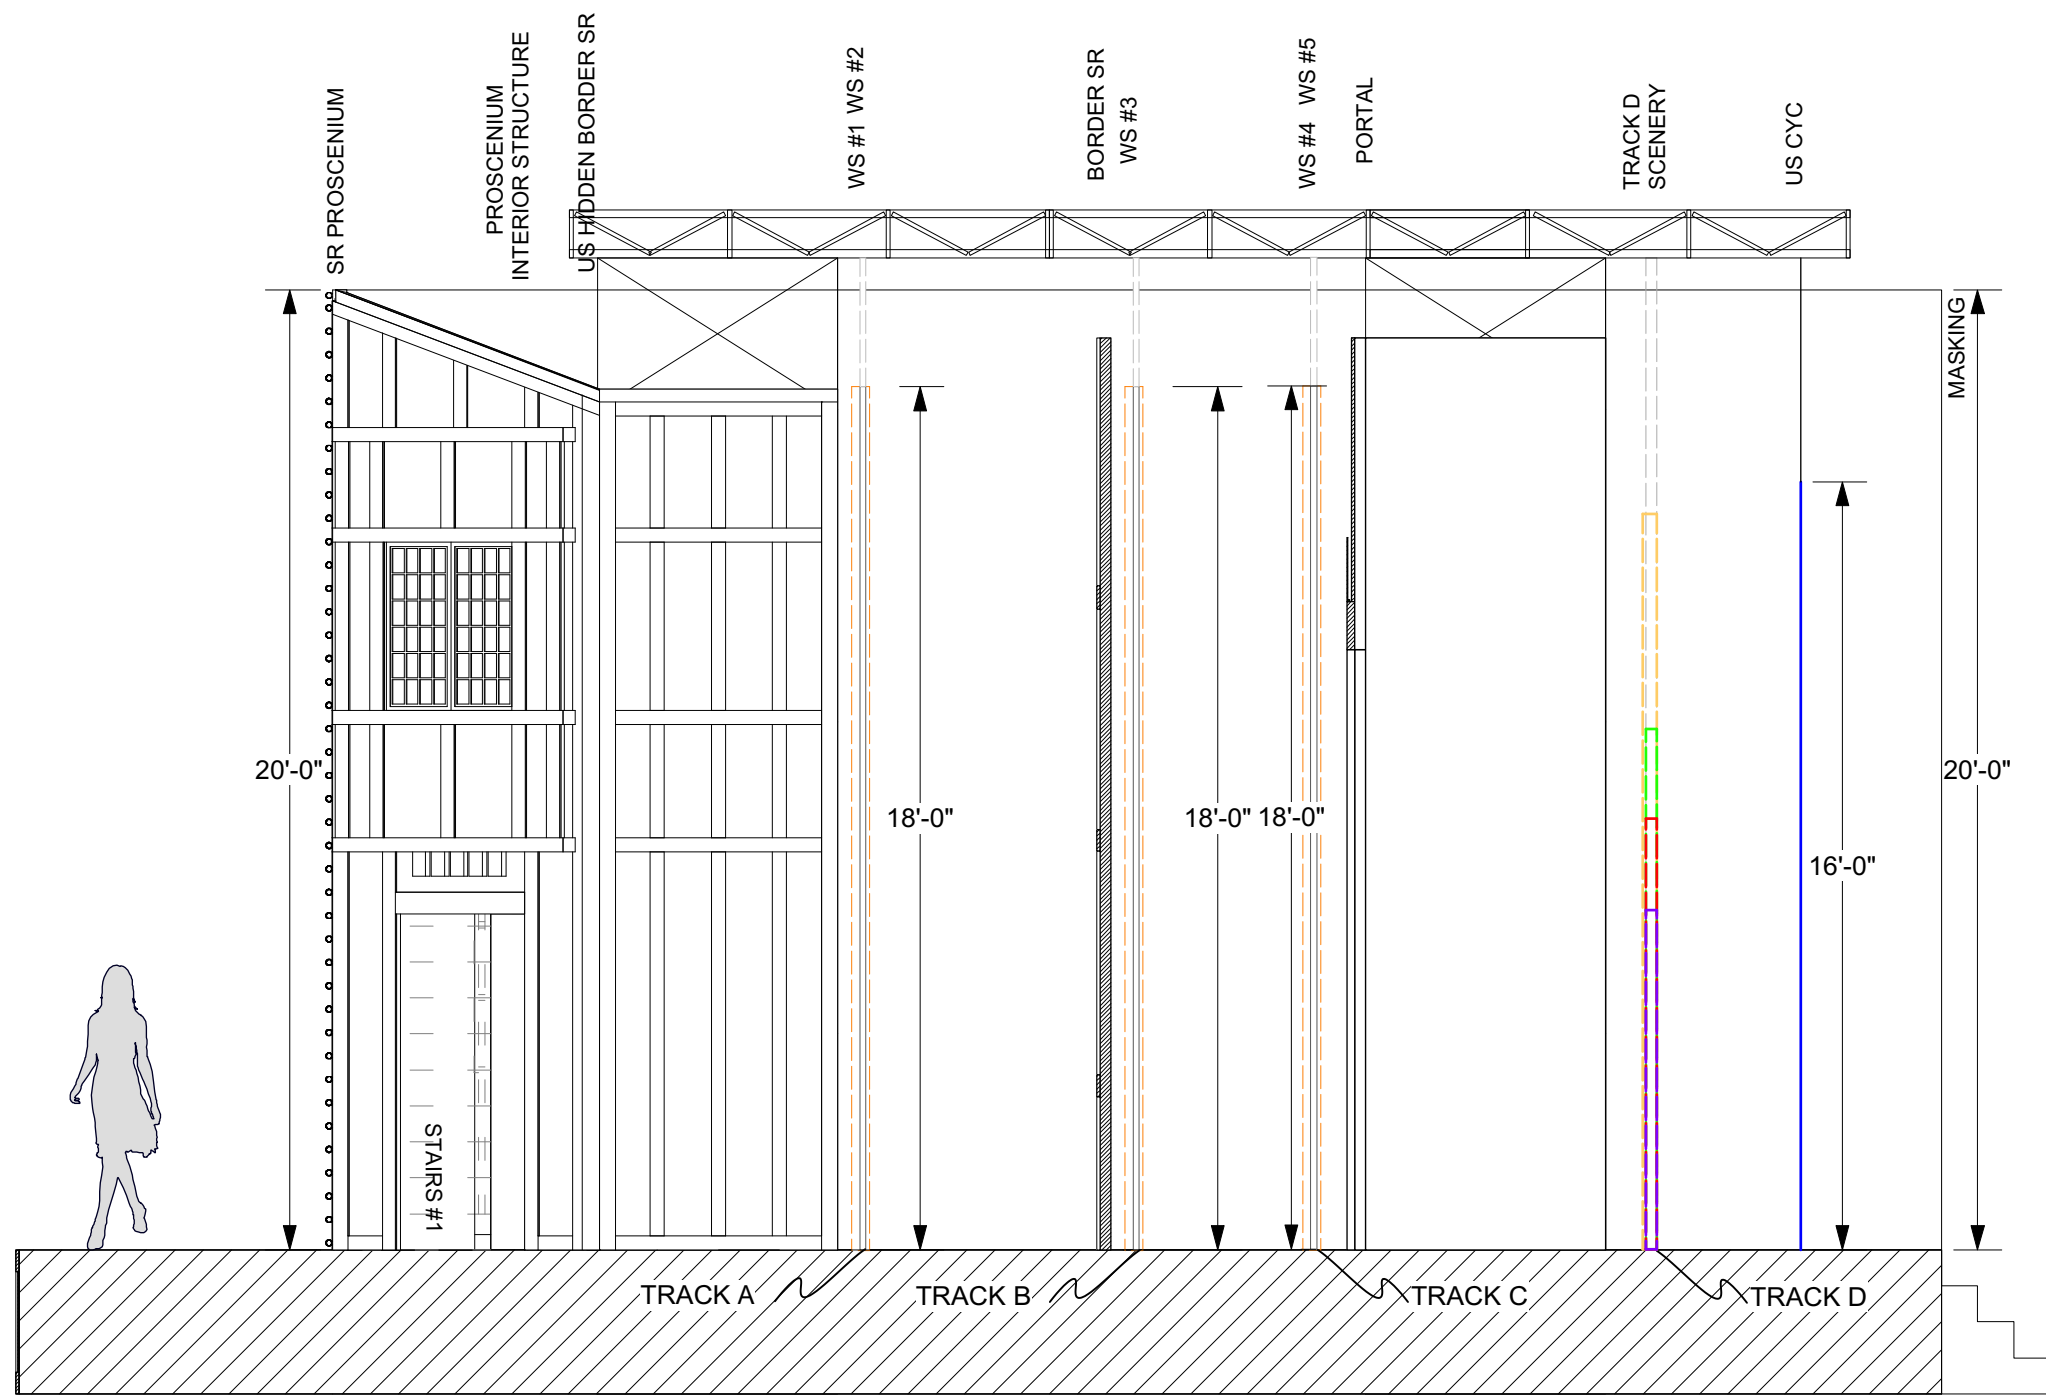 SR PROSCENIUM
PROSCENIUM
INTERIOR STRUCTURE
US HIDDEN BORDER SR
WS #1 WS #2
BORDER SR
WS #3
WS #4 WS #5
PORTAL
TRACK D
SCENERY
US CYC
MASKING
20'-0"
18'-0"
18'-0"
18'-0"
16'-0"
20'-0"
STAIRS #1
TRACK A
TRACK B
TRACK C
TRACK D